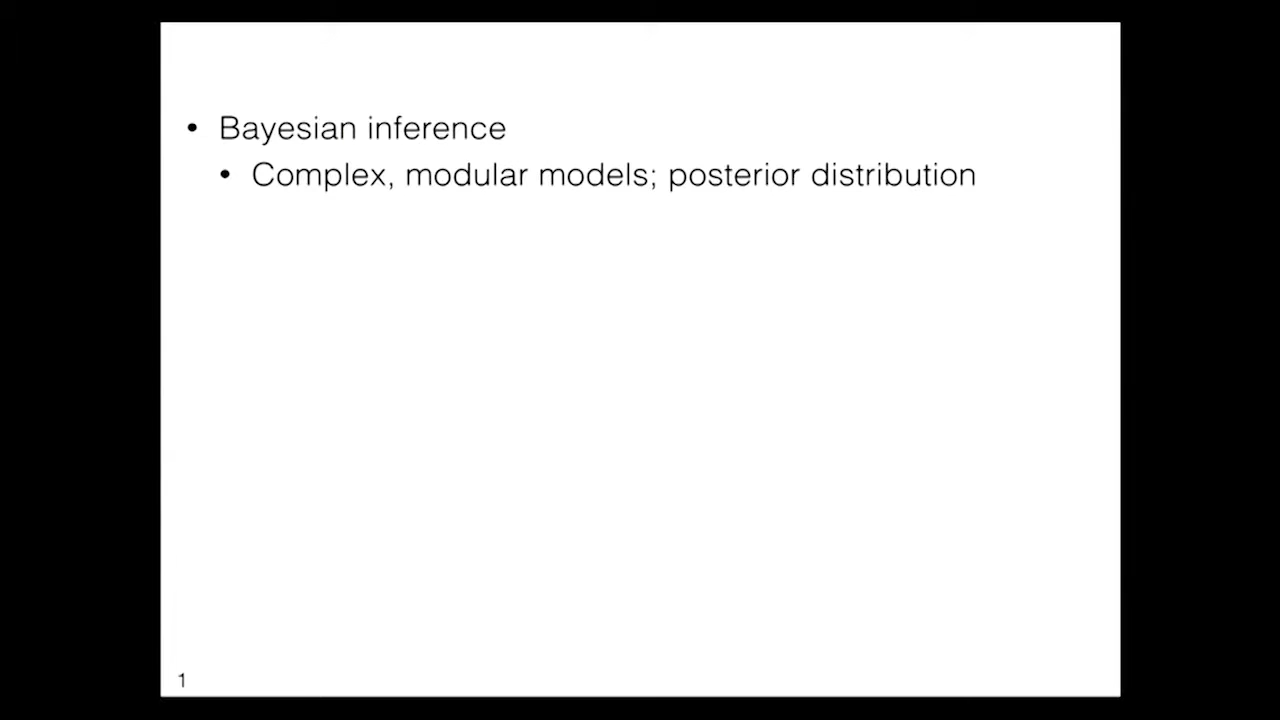 • Bayesian inference
• Complex, modular models; posterior distribution
1